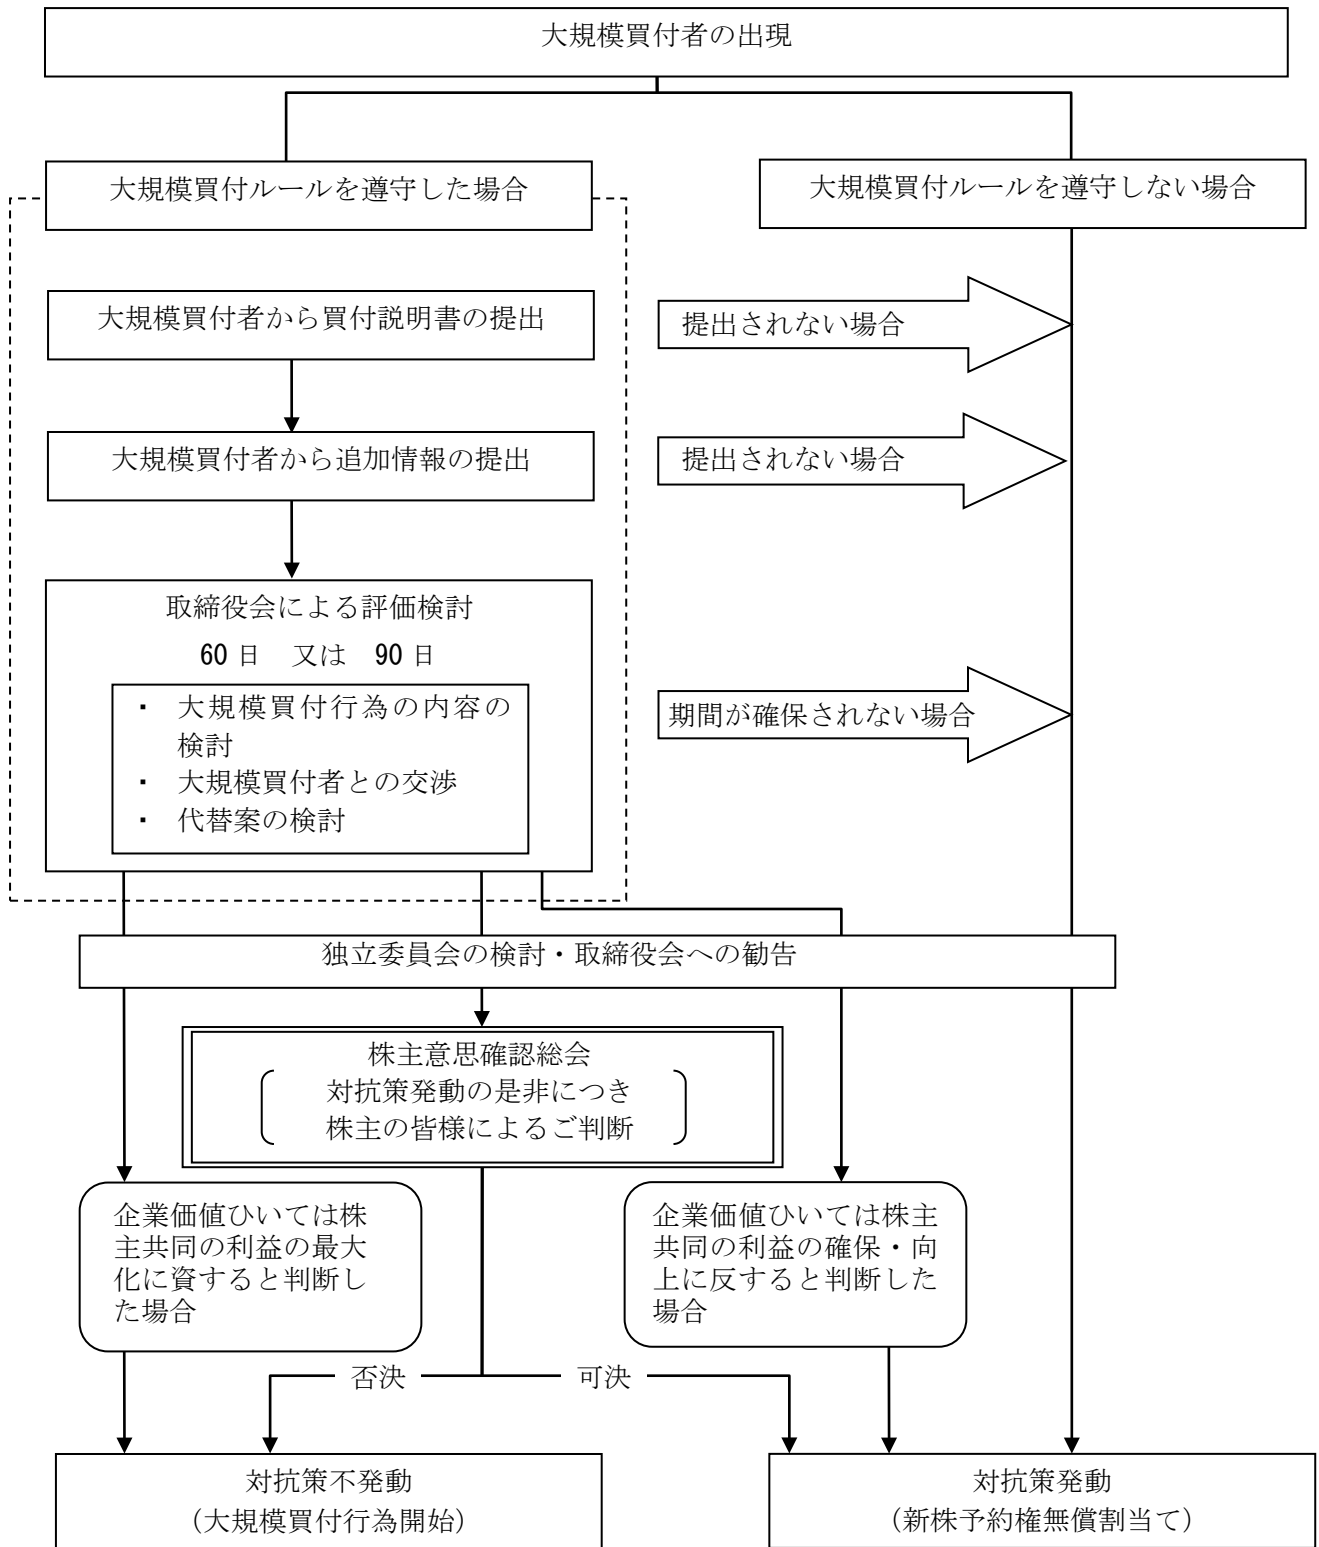 大規模買付者の出現
大規模買付ルールを遵守した場合
大規模買付ルールを遵守しない場合
大規模買付者から買付説明書の提出
提出されない場合
大規模買付者から追加情報の提出
提出されない場合
取締役会による評価検討
60日 又は 90日
・ 大規模買付行為の内容の
検討
・ 大規模買付者との交渉
・ 代替案の検討
期間が確保されない場合
独立委員会の検討・取締役会への勧告
株主意思確認総会
対抗策発動の是非につき
株主の皆様によるご判断
企業価値ひいては株
主共同の利益の最大
化に資すると判断し
た場合
企業価値ひいては株主
共同の利益の確保・向
上に反すると判断した
場合
否決
可決
対抗策不発動
（大規模買付行為開始）
対抗策発動
（新株予約権無償割当て）